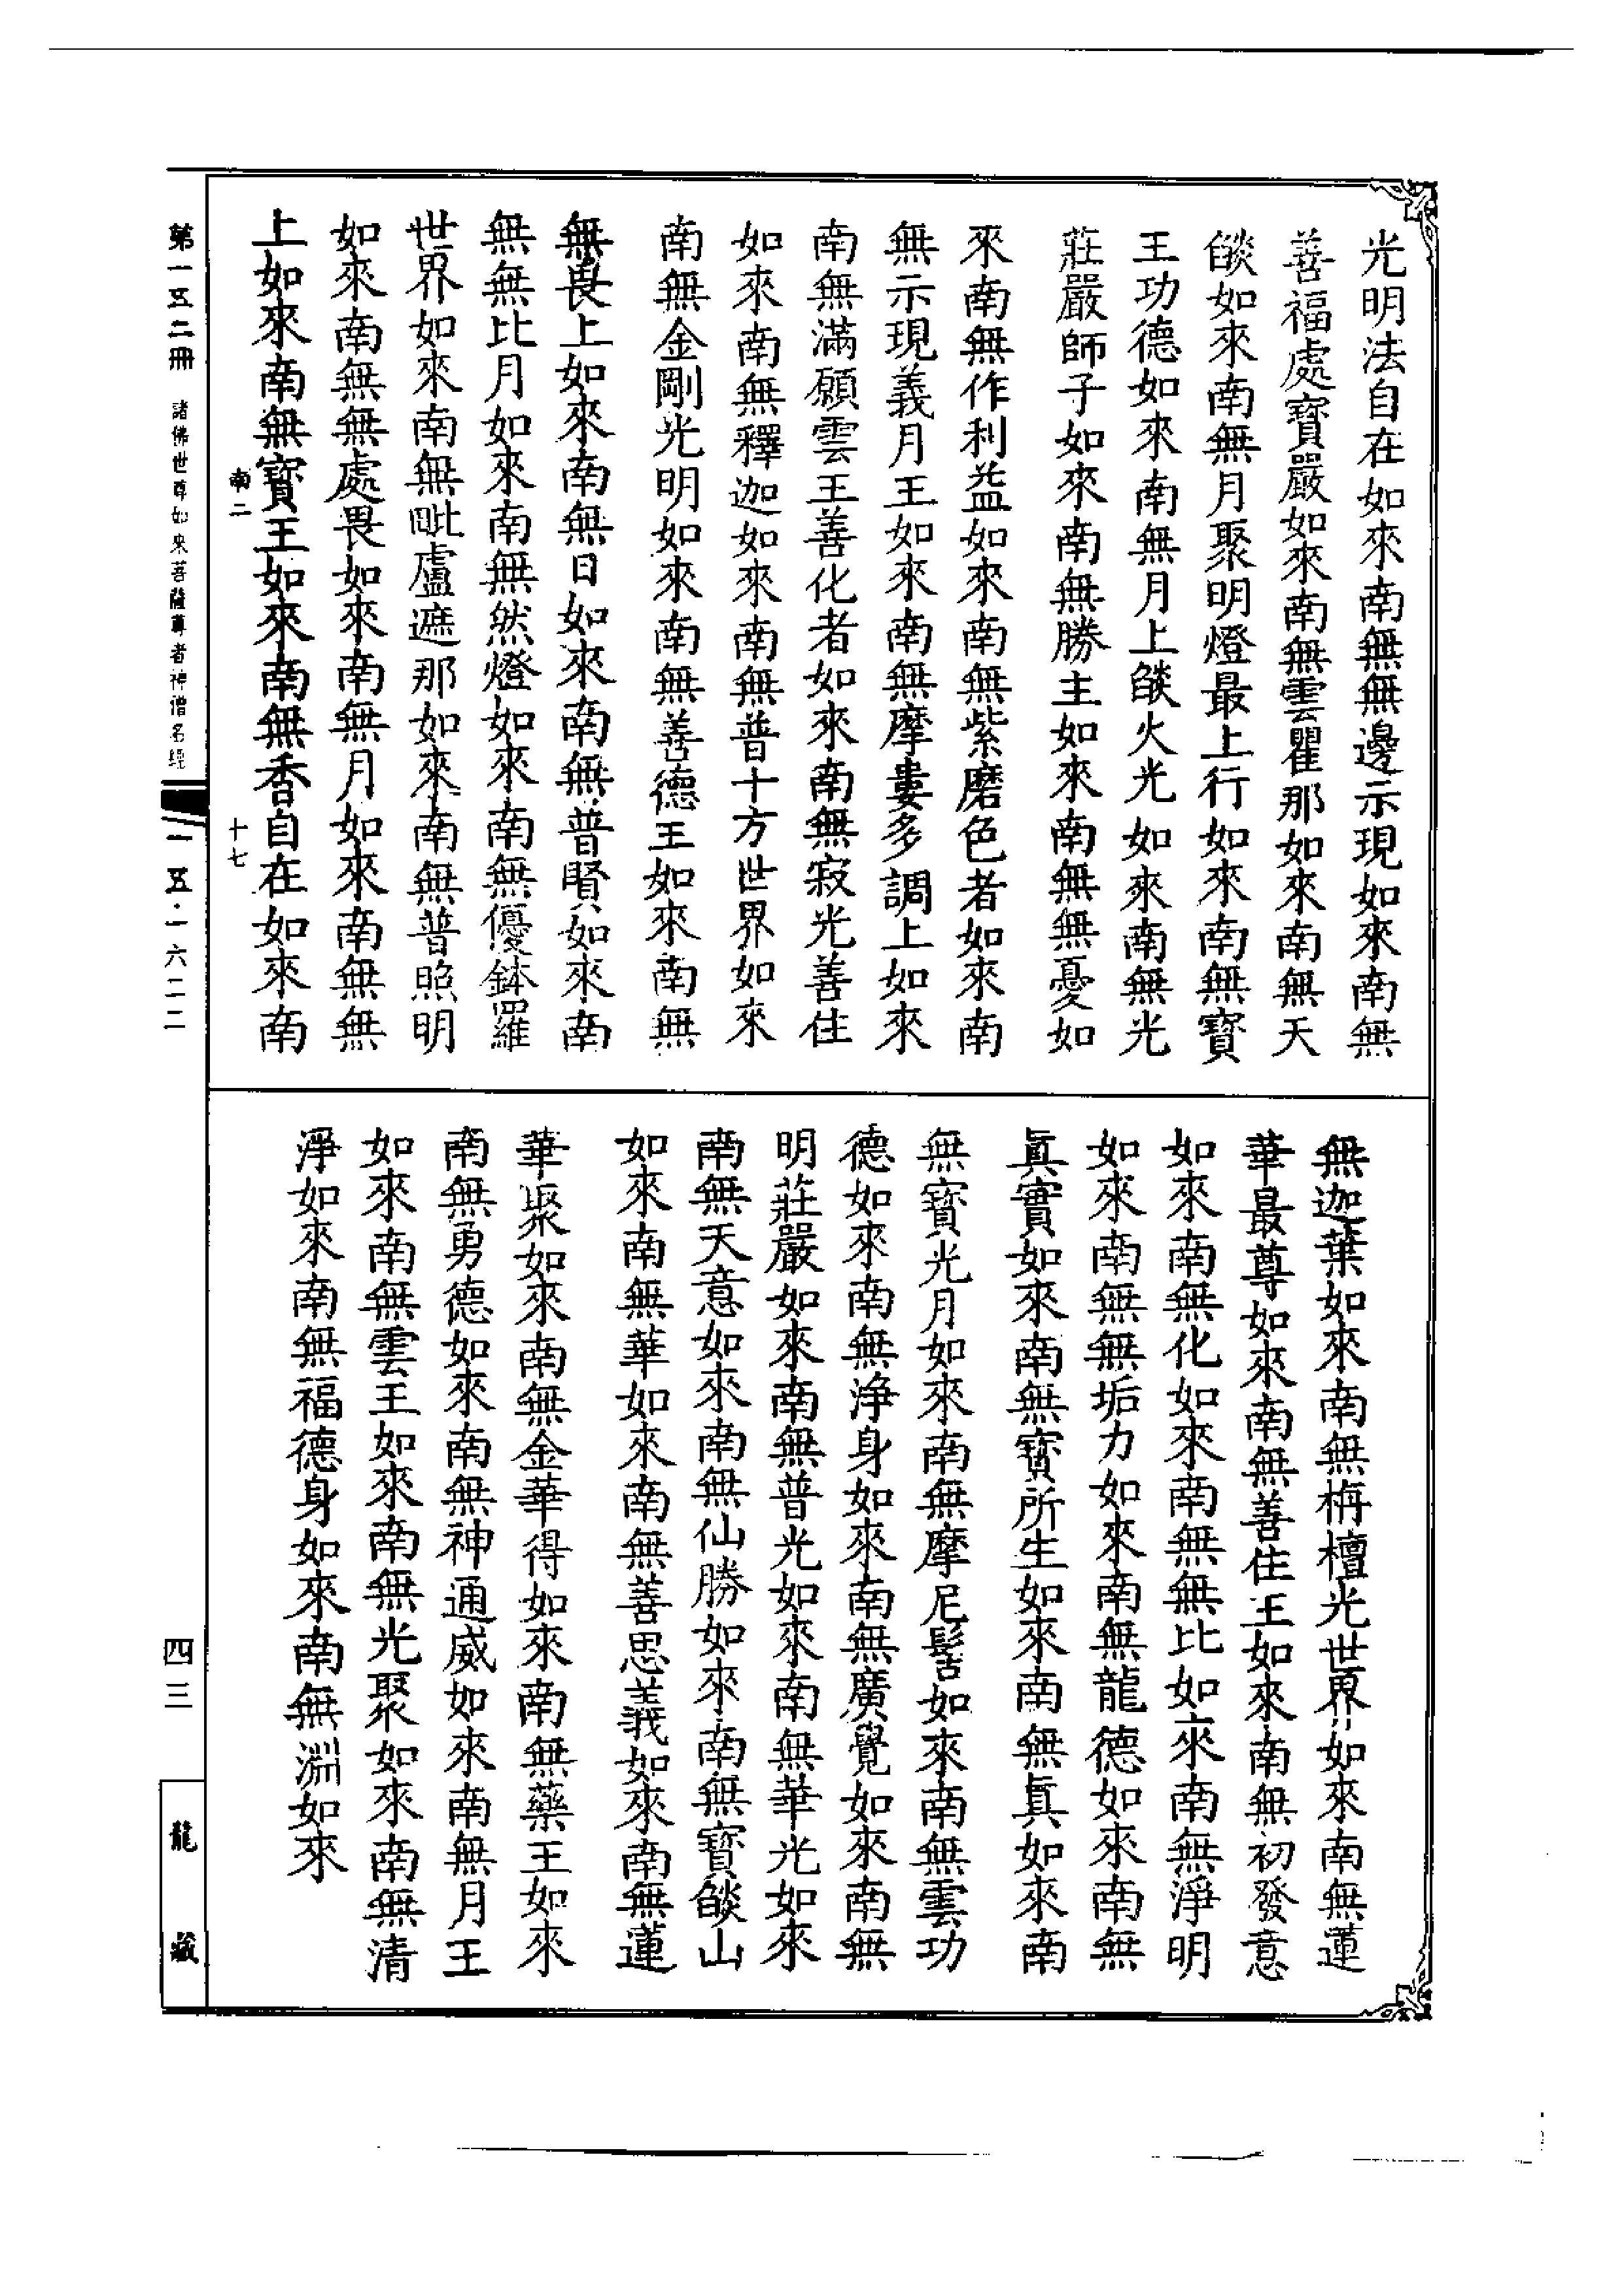 光明法自在如來南無無邊示現如來南無
善福處寶嚴如來南無雲瞿那如來南無天
燄如來南無月聚明燈最上行如來南無寶
王功德如來南無月上燄火光如來南無光
莊嚴師子如來南無勝主如來南無無憂如
來南無作利益如來南無紫磨色者如來南
無示現義月王如來南無摩婁多調上如來
南無滿願雲王善化者如來南無寂光善住
如來南無釋迦如來南無普十方世界如來
南無金剛光明如來南無善德王如來南無
無畏上如來南無日如來南無普賢如來南
無無比月如來南無然燈如來南無優鉢羅
世界如來南無毗盧遮那如來南無普照明
如來南無無處畏如來南無月如來南無無
上如來南無寶王如來南無香自在如來南
南二
十七
無迦葉如來南無栴檀光世界如來南無蓮
華最尊如來南無善住王如來南無初發意
如來南無化如來南無無比如來南無淨明
如來南無無垢力如來南無龍德如來南無
眞實如來南無寶所生如來南無眞如來南
無寶光月如來南無摩尼髻如來南無雲功
德如來南無淨身如來南無廣覺如來南無
明莊嚴如來南無普光如來南無華光如來
南無天意如來南無仙勝如來南無寶燄山
如來南無華如來南無善思義如來南無蓮
華聚如來南無金華得如來南無藥王如來
南無勇德如來南無神通威如來南無月王
如來南無雲王如來南無光聚如來南無清
淨如來南無福德身如來南無淵如來
第一五二冊 諸佛世尊如來菩薩尊者神僧名經
一五·一六二二
四三
龍藏